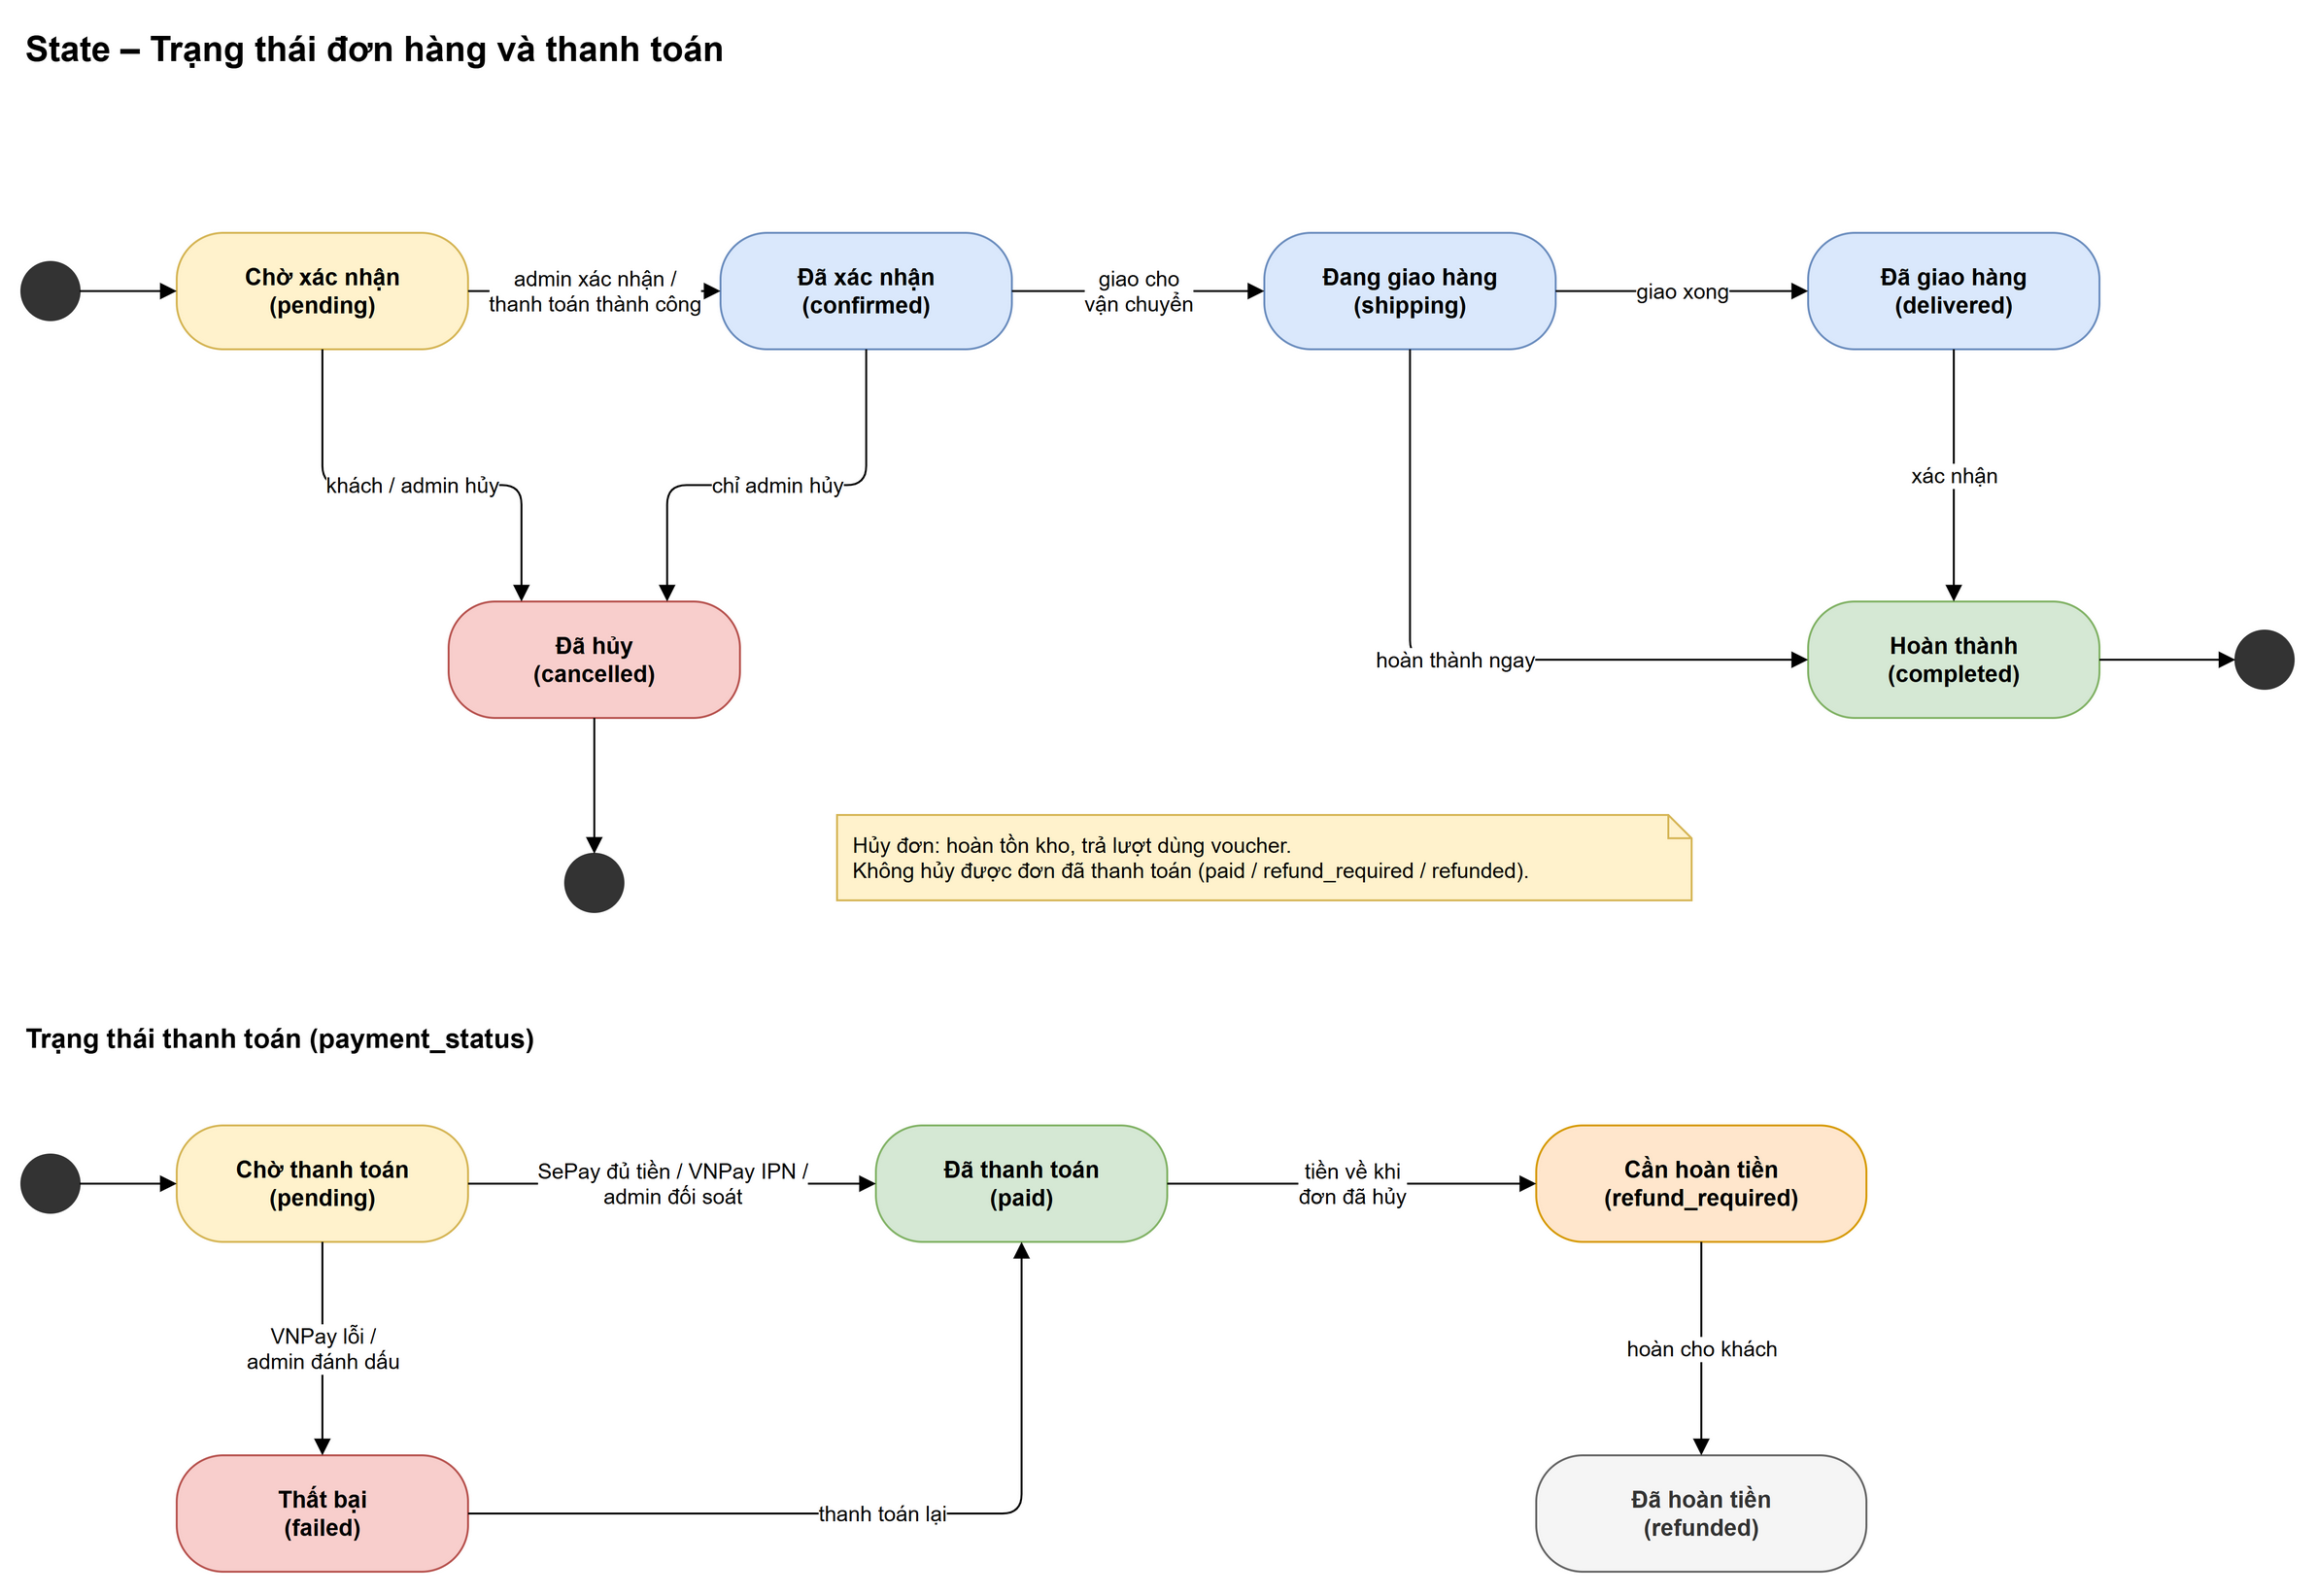 State – Trạng thái đơn hàng và thanh toán
Chờ xác nhận
(pending)
admin xác nhận /
thanh toán thành công
Đã xác nhận
(confirmed)
giao cho
vận chuyển
Đang giao hàng
(shipping)
giao xong
Đã giao hàng
(delivered)
khách / admin hủy
chỉ admin hủy
xác nhận
Đã hủy
(cancelled)
hoàn thành ngay
Hoàn thành
(completed)
Hủy đơn: hoàn tồn kho, trả lượt dùng voucher.
Không hủy được đơn đã thanh toán (paid / refund_required / refunded).
Trạng thái thanh toán (payment_status)
Chờ thanh toán
(pending)
SePay đủ tiền / VNPay IPN /
admin đối soát
Đã thanh toán
(paid)
tiền về khi
đơn đã hủy
Cần hoàn tiền
(refund_required)
VNPay lỗi /
admin đánh dấu
hoàn cho khách
Thất bại
(failed)
thanh toán lại
Đã hoàn tiền
(refunded)